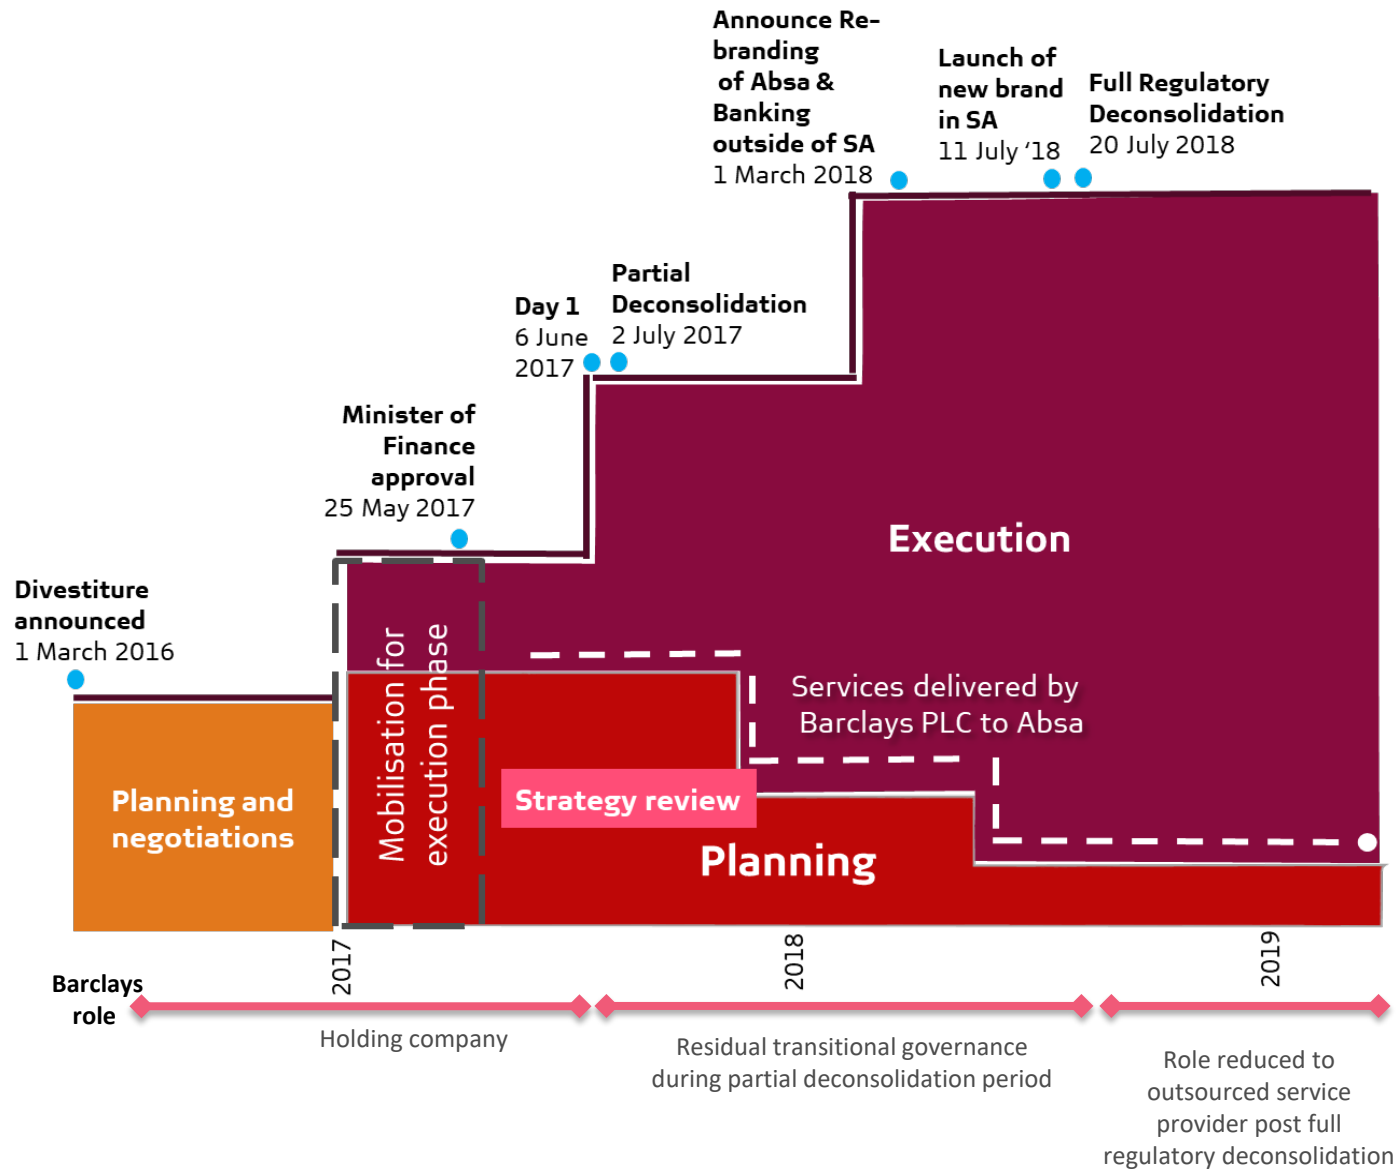 Announce Re-
branding
of Absa &
Banking
outside of SA
1 March 2018
Launch of
new brand
in SA
11 July ‘18
Full Regulatory
Deconsolidation
20 July 2018
Day 1
6 June
2017
Partial
Deconsolidation
2 July 2017
Minister of
Finance
approval
25 May 2017
Divestiture
announced
1 March 2016
Execution
Mobilisation for
execution phase
Services delivered by
Barclays PLC to Absa
Planning and
negotiations
Strategy review
Planning
2017
2018
2019
Barclays
role
Holding company
Residual transitional governance
during partial deconsolidation period
Role reduced to
outsourced service
provider post full
regulatory deconsolidation